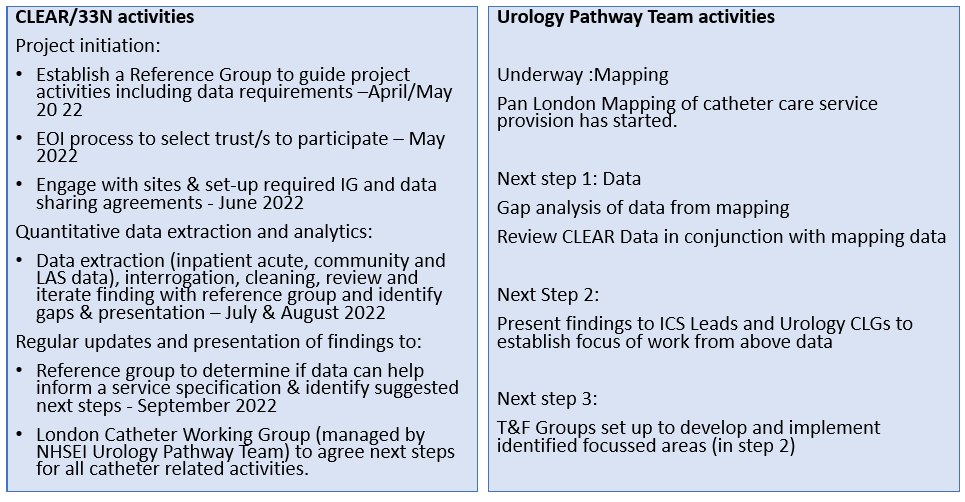 CLEAR/33N activities
Project initiation:
• Establish a Reference Group to guide project
activities including data requirements –April/May
20 22
• EOI process to select trust/s to participate – May
2022
• Engage with sites & set-up required IG and data
sharing agreements - June 2022
Quantitative data extraction and analytics:
• Data extraction (inpatient acute, community and
LAS data), interrogation, cleaning, review and
iterate finding with reference group and identify
gaps & presentation – July & August 2022
Regular updates and presentation of findings to:
• Reference group to determine if data can help
inform a service specification & identify suggested
next steps - September 2022
• London Catheter Working Group (managed by
NHSEI Urology Pathway Team) to agree next steps
for all catheter related activities.
Urology Pathway Team activities
Underway :Mapping
Pan London Mapping of catheter care service
provision has started.
Next step 1: Data
Gap analysis of data from mapping
Review CLEAR Data in conjunction with mapping data
Next Step 2:
Present findings to ICS Leads and Urology CLGs to
establish focus of work from above data
Next step 3:
T&F Groups set up to develop and implement
identified focussed areas (in step 2)